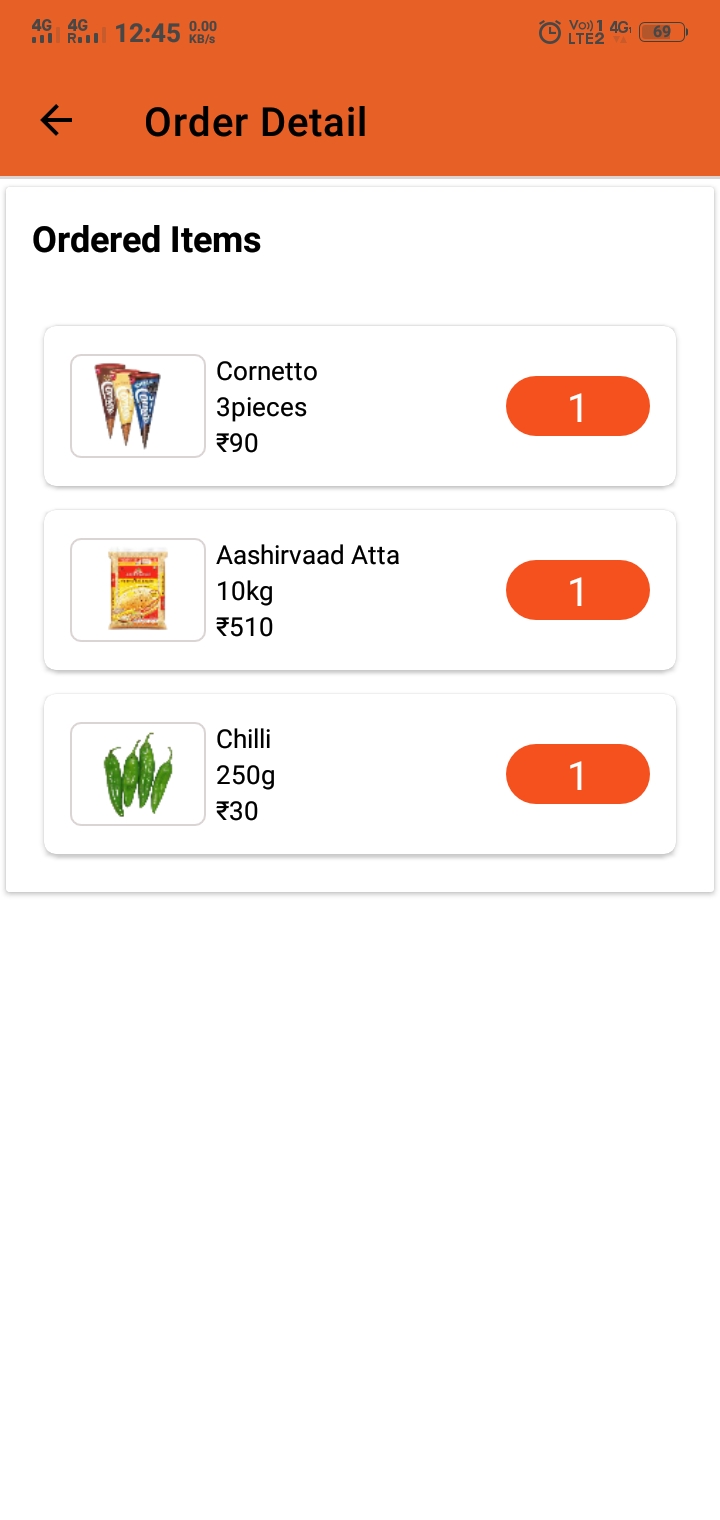 4G 4G R 12:45 0.00 KB/s Vo)) 1 LTE2 4G 69
Order Detail
Ordered Items
Cornetto
3pieces
₹90
1
Aashirvaad Atta
10kg
₹510
1
Chilli
250g
₹30
1